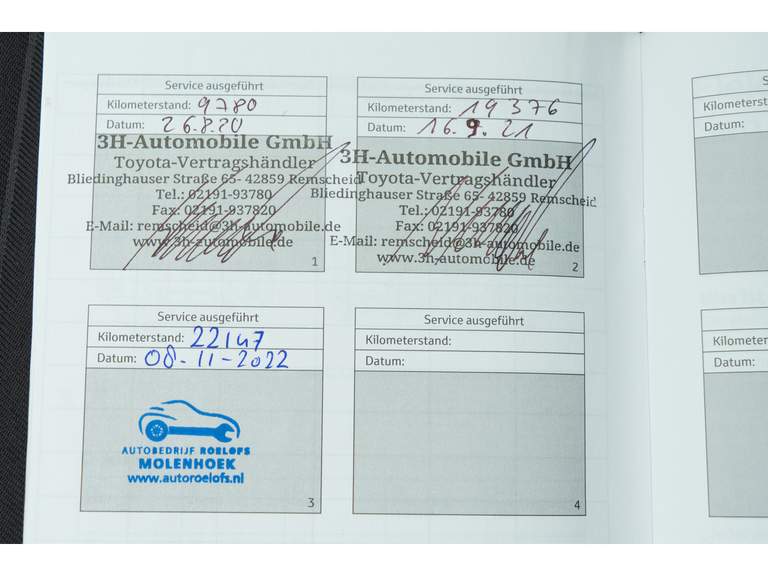 Service ausgeführt
Kilometerstand: 9780
Datum: 26.8.20
3H-Automobile GmbH
Toyota-Vertragshändler
Bliedinghauser Straße 65- 42859 Remscheid
Tel.: 02191-93780
Fax: 02191-937820
E-Mail: remscheid@3h-automobile.de
www.3h-automobile.de
1
Service ausgeführt
Kilometerstand: 19376
Datum: 16.9.21
3H-Automobile GmbH
Toyota-Vertragshändler
Bliedinghauser Straße 65- 42859 Remscheid
Tel.: 02191-93780
Fax: 02191-937820
E-Mail: remscheid@3h-automobile.de
www.3h-automobile.de
2
Kilometerst
Datum:
Service ausgeführt
Kilometerstand: 22147
Datum: 08-11-2022
AUTOBEDRIJF ROELOFS
MOLENHOEK
www.autoroelofs.nl
3
Service ausgeführt
Kilometerstand:
Datum:
4
Kilometer
Datum: